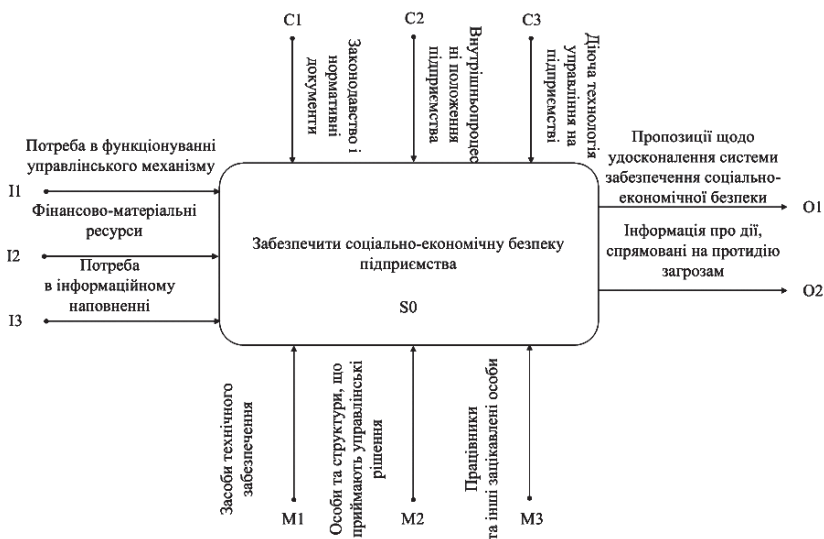 C1
C2
C3
Законодавство і
нормативні
документи
Внутрішньопроцес
ні положення
підприємства
Діюча технологія
управління на
підприємстві
Потреба в функціонуванні
управлінського механізму
I1
Фінансово-матеріальні
ресурси
I2
Потреба
в інформаційному
наповненні
I3
Забезпечити соціально-економічну безпеку
підприємства
S0
Пропозиції щодо
удосконалення системи
забезпечення соціально-
економічної безпеки
O1
Інформація про дії,
спрямовані на протидію
загрозам
O2
Засоби технічного
забезпечення
Особи та структури, що
приймають управлінські
рішення
Працівники
та інші зацікавлені особи
M1
M2
M3